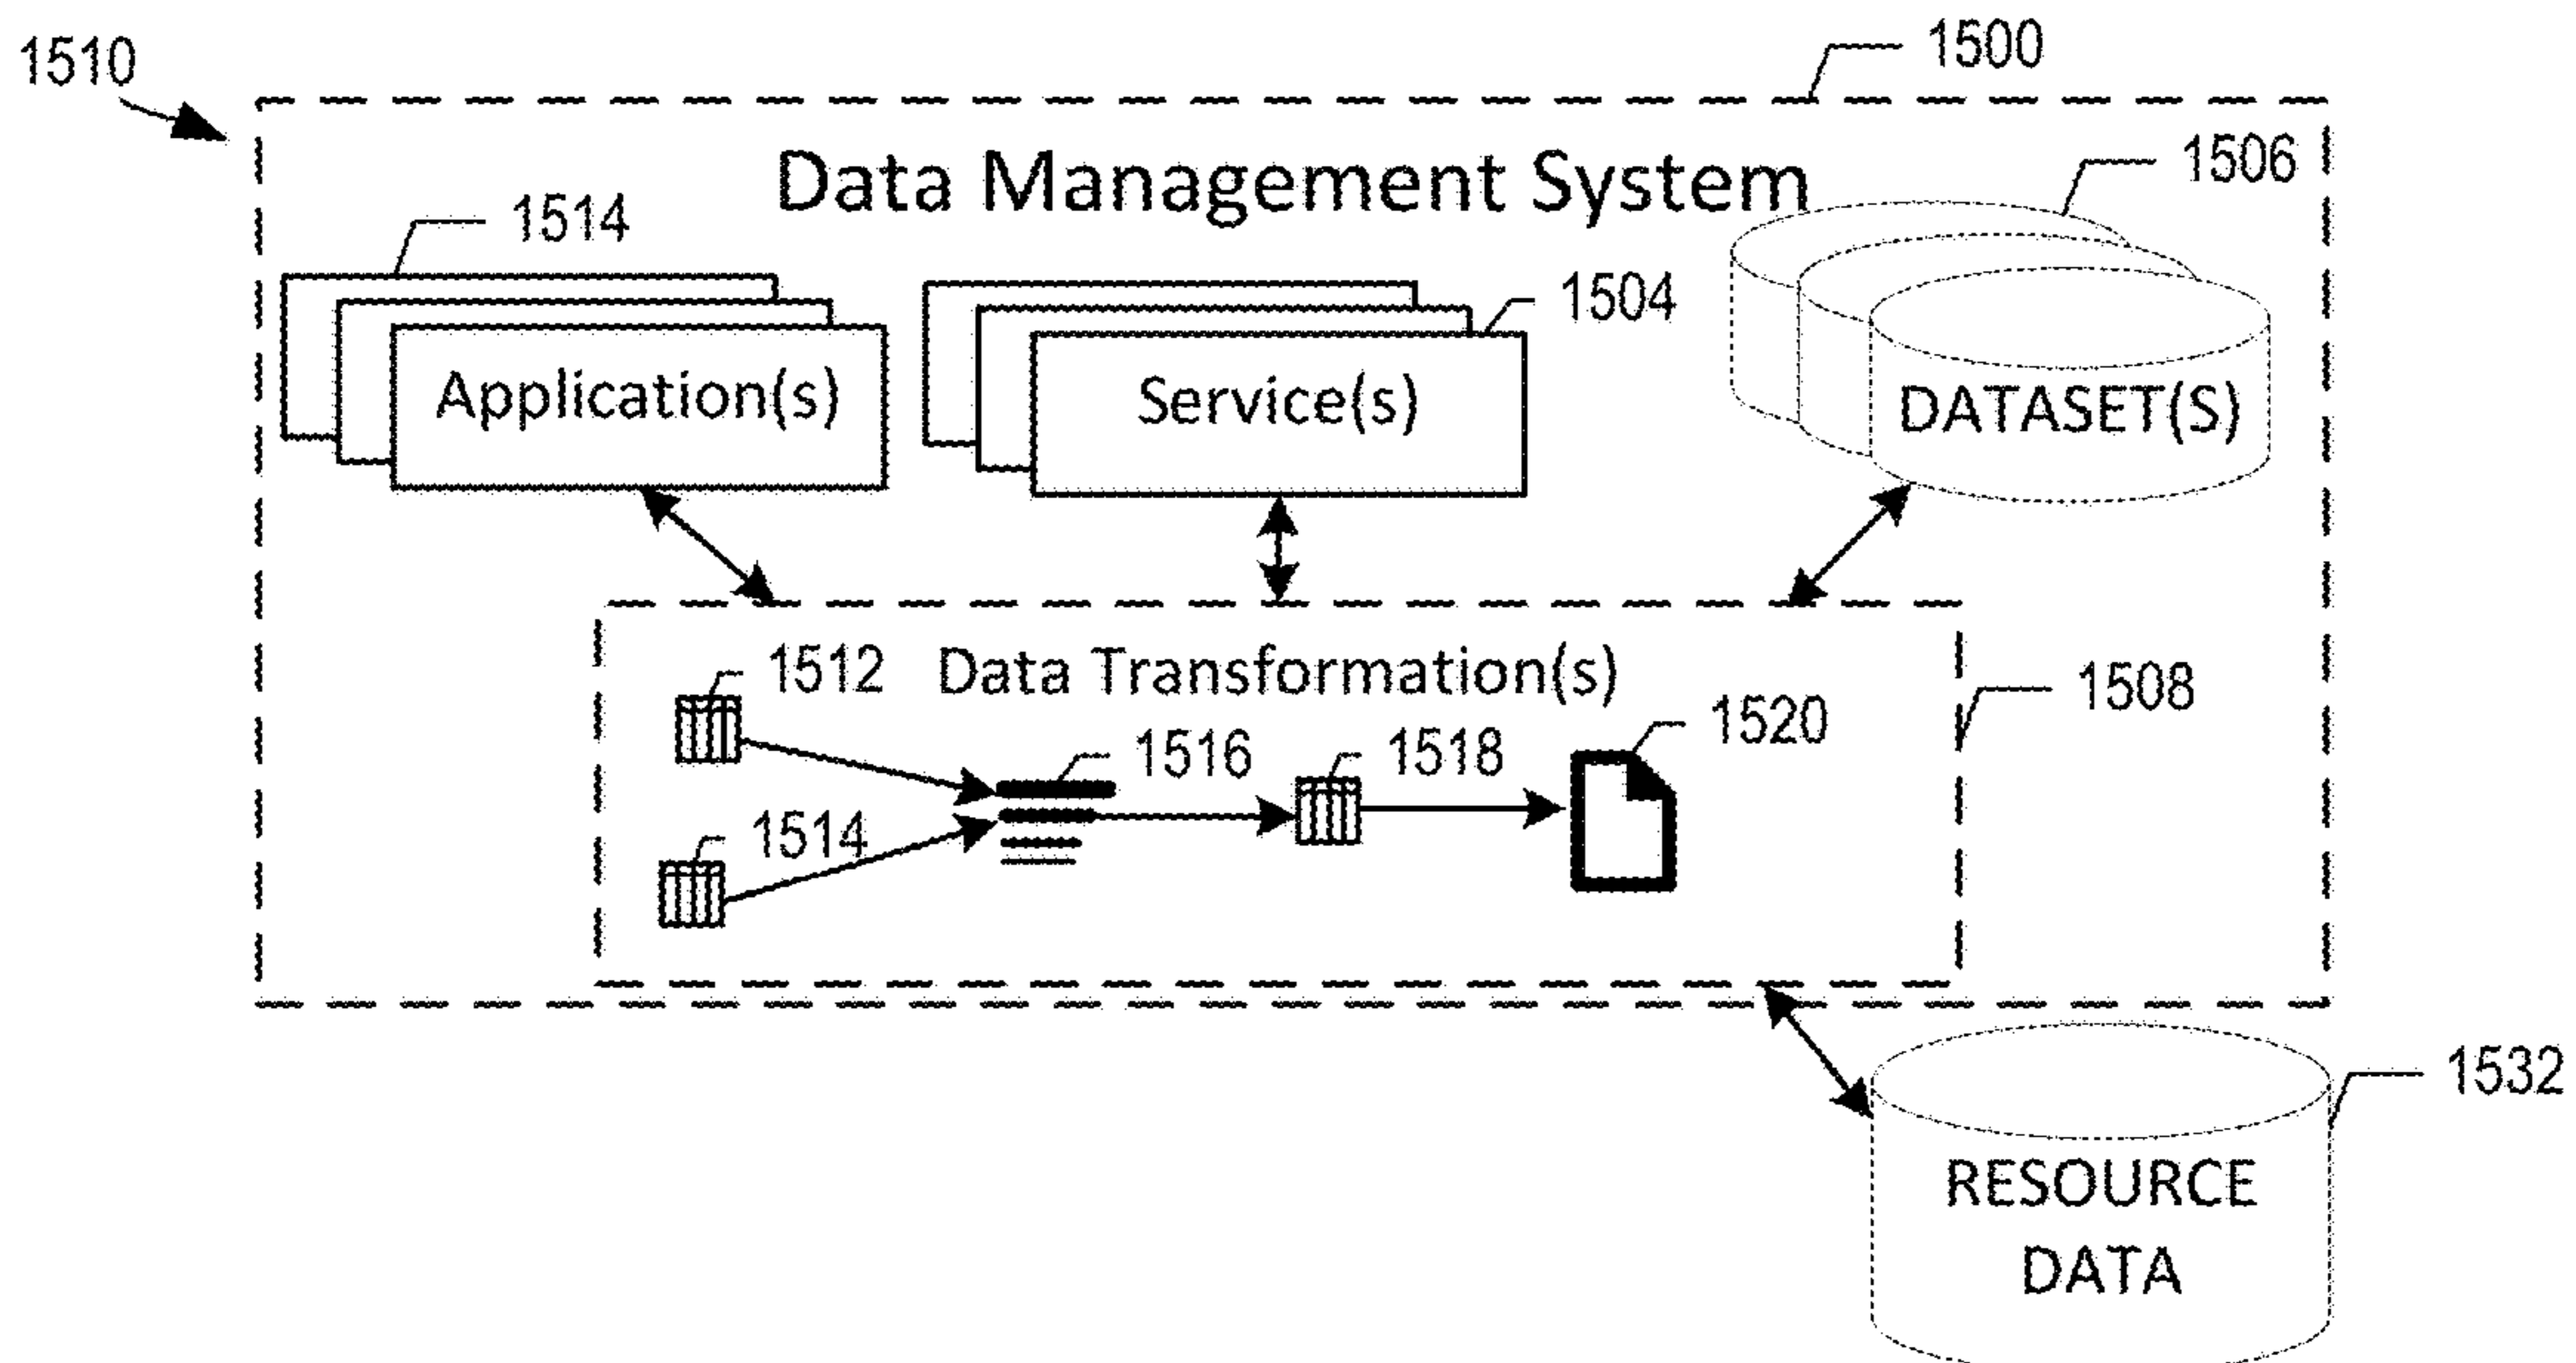 1510
1500
Data Management System
1506
1514
1504
Application(s)
Service(s)
DATASET(S)
1512
Data Transformation(s)
1508
1516
1518
1520
1514
1532
RESOURCE
DATA